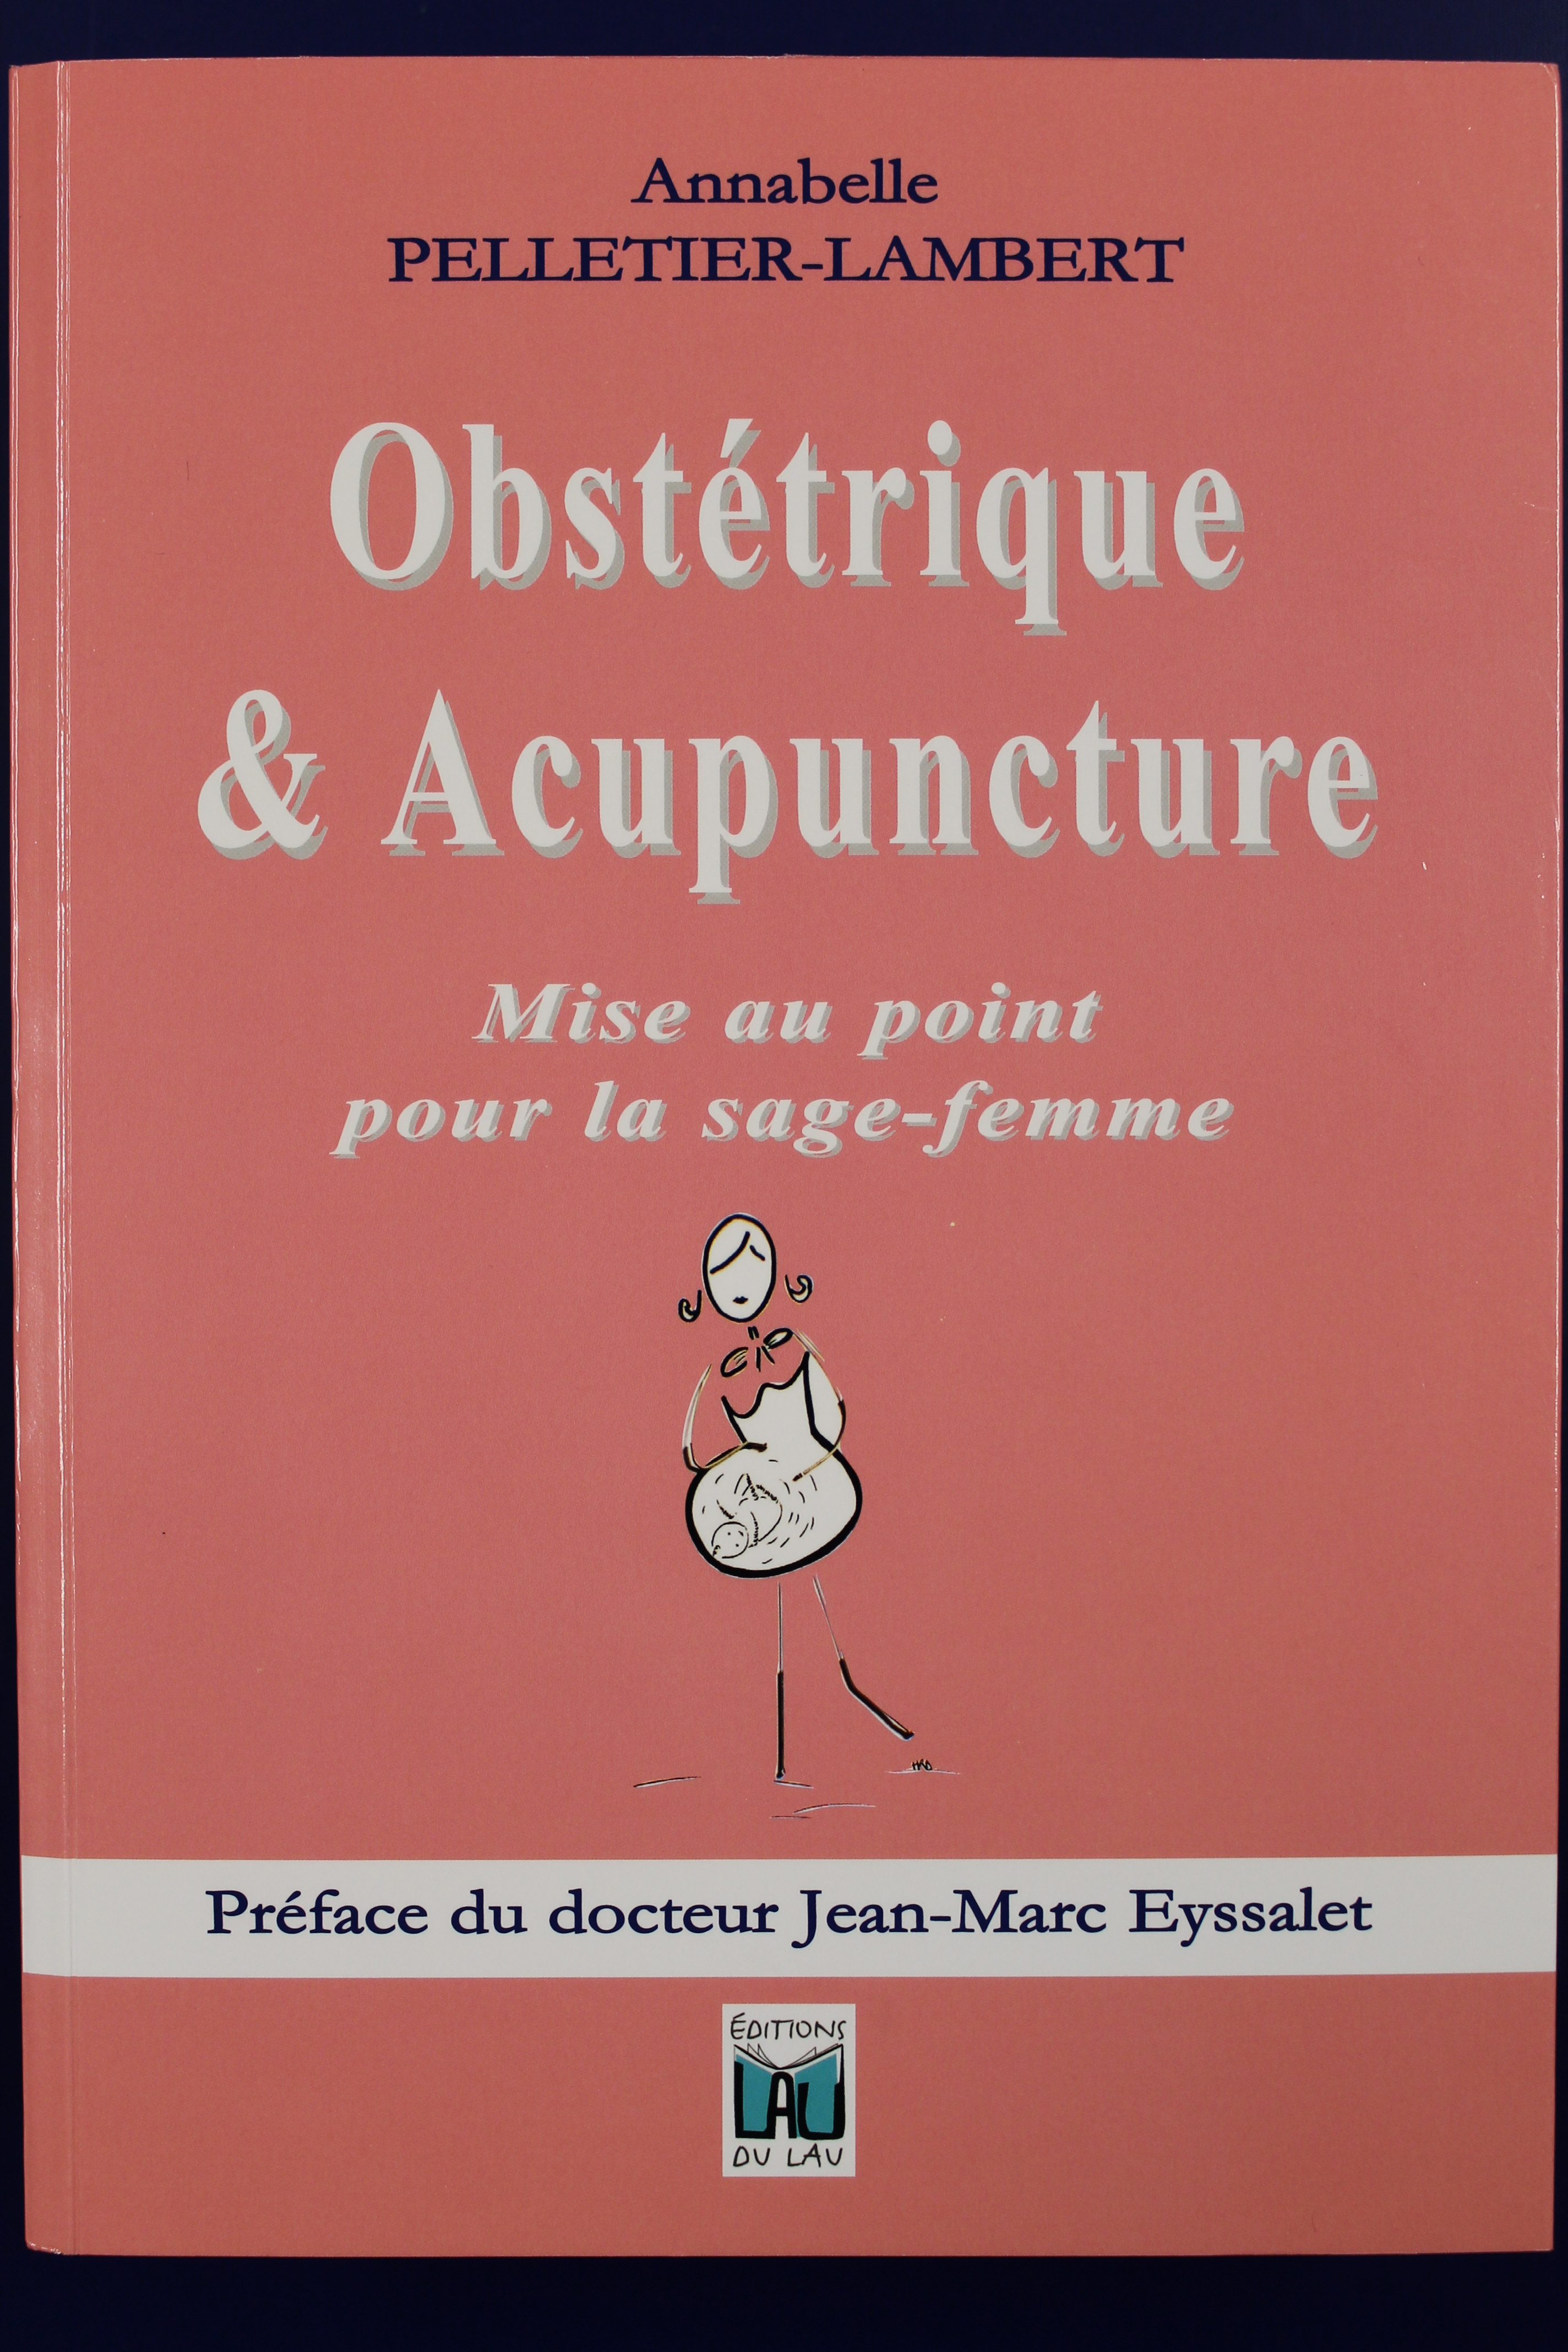 Annabelle
PELLETIER-LAMBERT
Obstétrique
& Acupuncture
Mise au point
pour la sage-femme
Préface du docteur Jean-Marc Eyssalet
ÉDITIONS
LAU
DU LAU